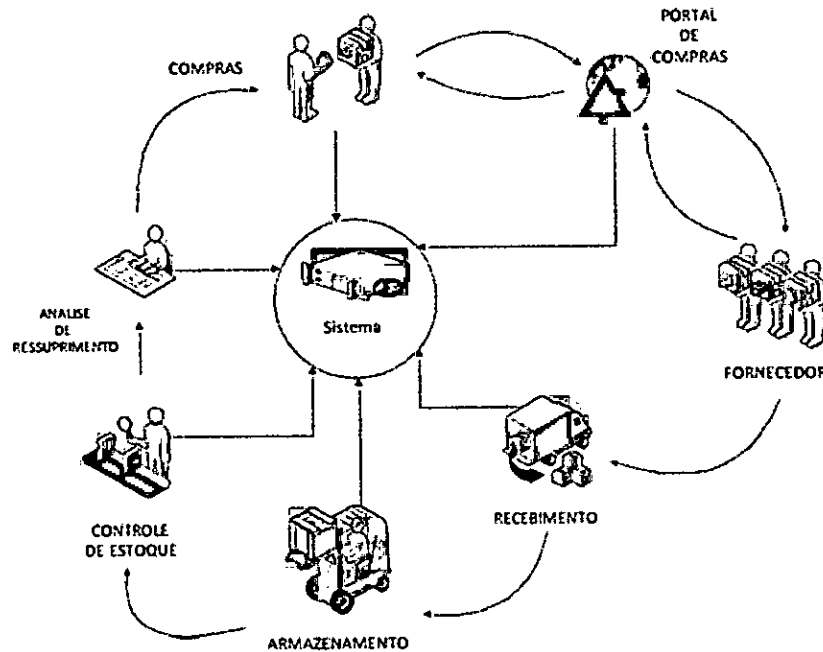 PORTAL
DE
COMPRAS
COMPRAS
Sistema
ANALISE
DE
RESSUPRIMENTO
FORNECEDOR
RECEBIMENTO
CONTROLE
DE ESTOQUE
ARMAZENAMENTO